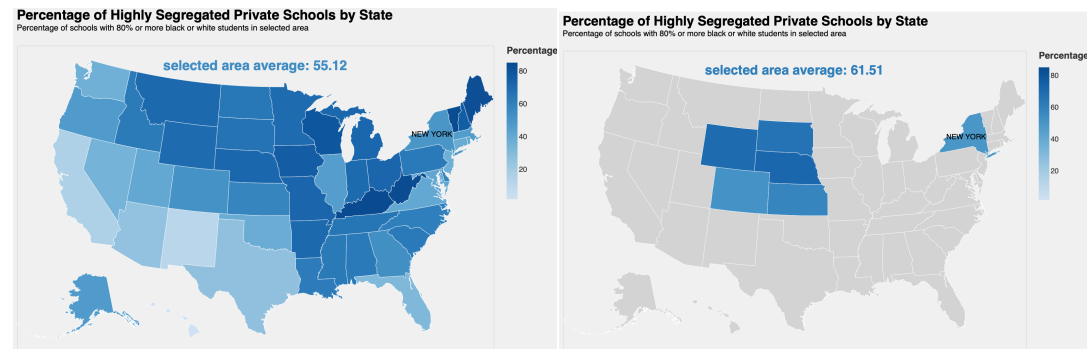 Percentage of Highly Segregated Private Schools by State
Percentage of schools with 80% or more black or white students in selected area
selected area average: 55.12
Percentage
80
60
40
20
NEW YORK
Percentage of Highly Segregated Private Schools by State
Percentage of schools with 80% or more black or white students in selected area
selected area average: 61.51
Percentage
80
60
40
20
NEW YORK